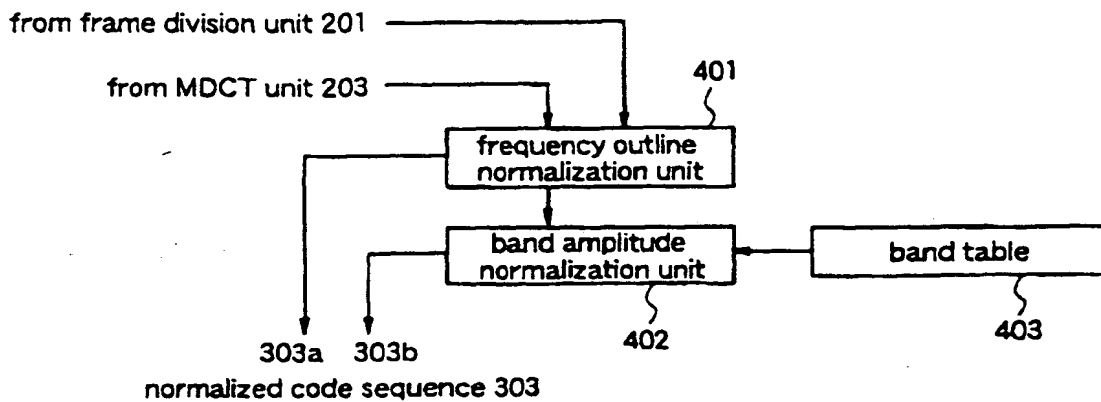 from frame division unit 201
from MDCT unit 203
401
frequency outline
normalization unit
band amplitude
normalization unit
band table
402
403
303a 303b
normalized code sequence 303